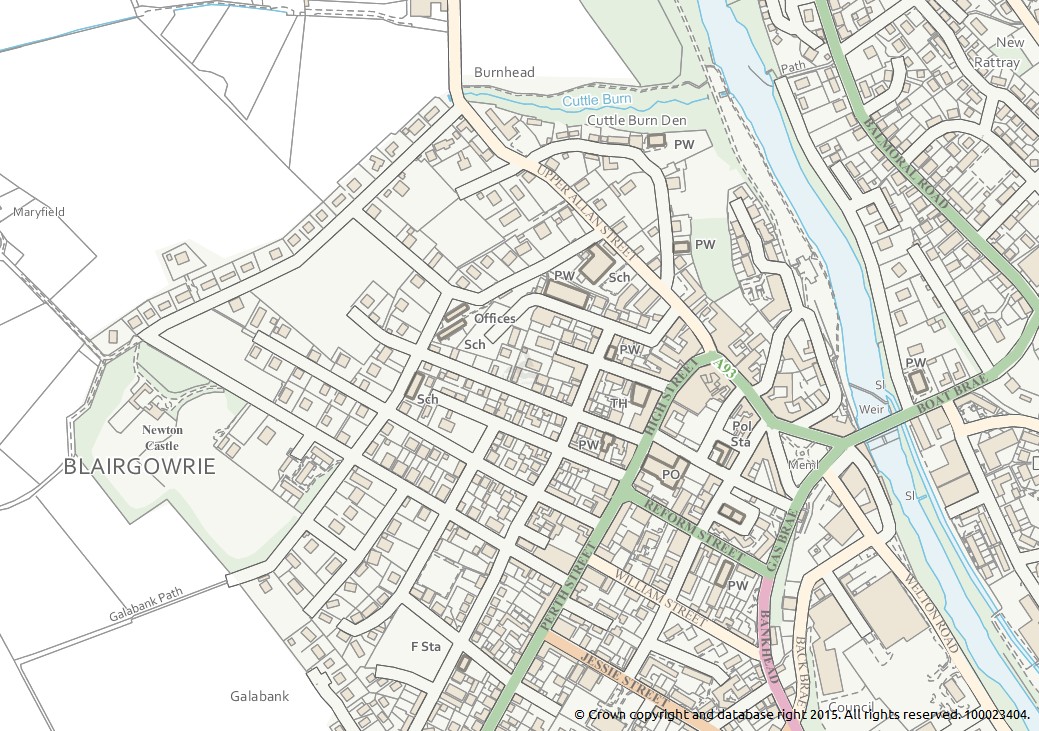 New
Rattray
Burnhead
Path
Cuttle Burn
Cuttle Burn Den
PW
BALMORAL ROAD
UPPER ALLAN STREET
Maryfield
PW
PW
Sch
Offices
Sch
PW
A93
PW
Sch
TH
HIGH STREET
Sl
BOAT BRAE
Weir
Newton
Castle
BLAIRGOWRIE
PW
Pol
Sta
Meml
PO
Sl
REFORM STREET
GAS BRAE
PERTH STREET
WILLIAM STREET
PW
WELTON ROAD
Galabank Path
BANKHEAD
BACK BRAE
F Sta
JESSIE STREET
Galabank
Council
© Crown copyright and database right 2015. All rights reserved. 100023404.